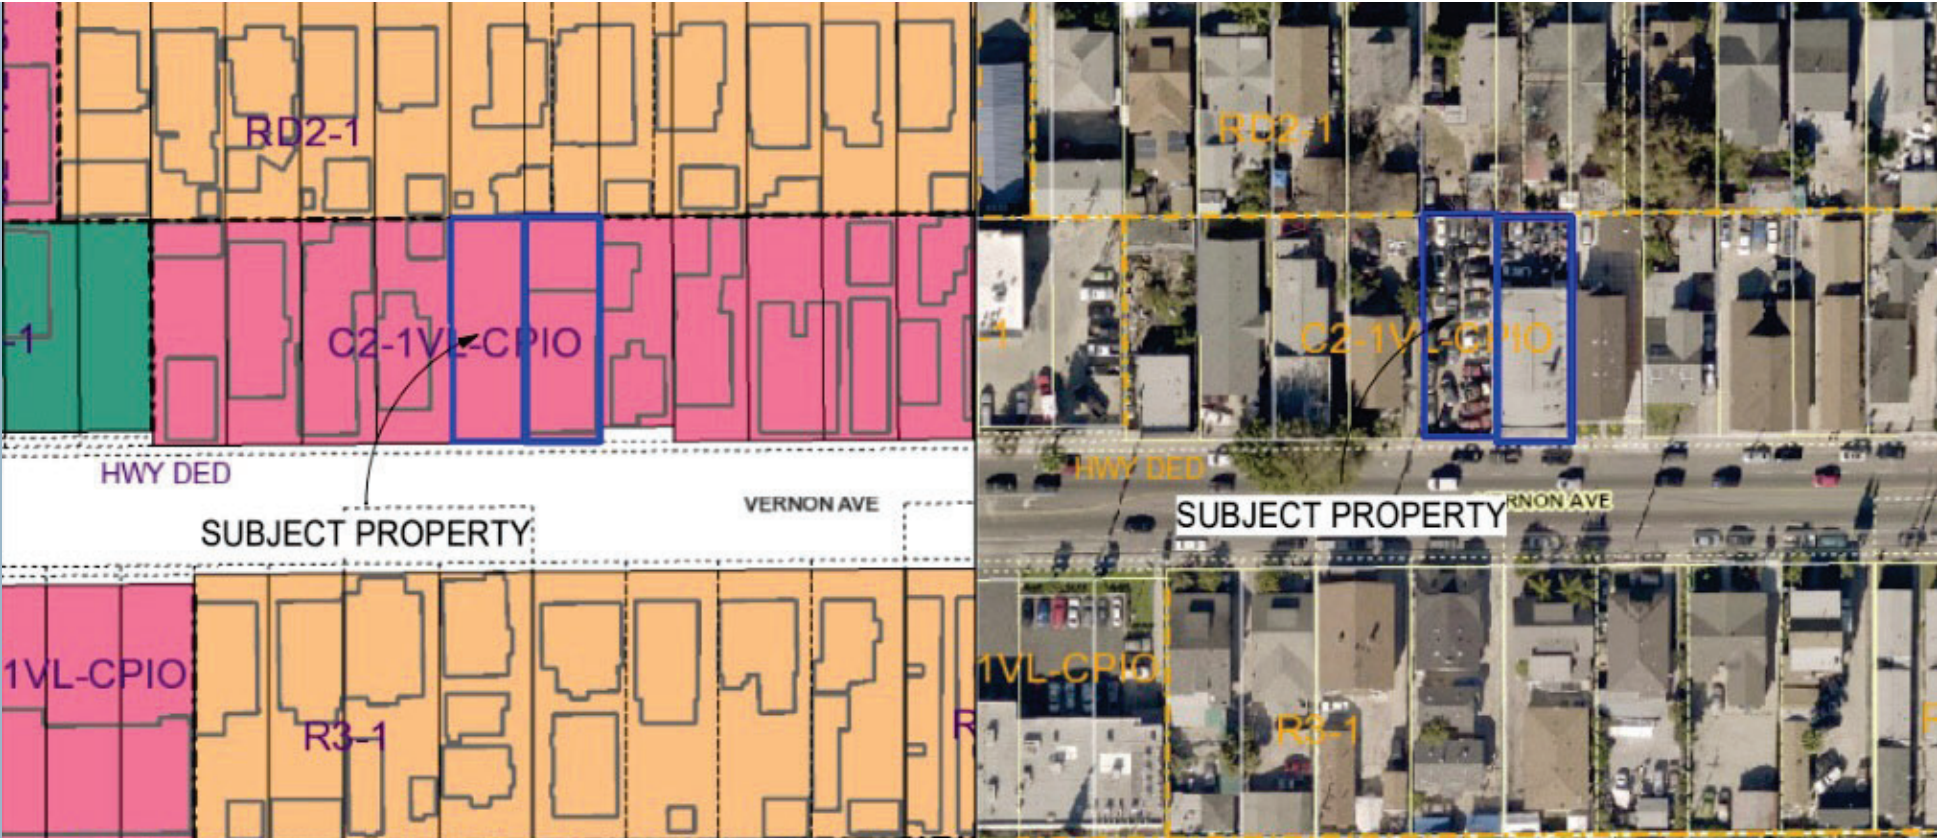 RD2-1
C2-1VL-CPIO
-1
HWY DED
VERNON AVE
SUBJECT PROPERTY
1VL-CPIO
R3-1
R
RD2-1
C2-1VL-CPIO
-1
HWY DED
RNON AVE
SUBJECT PROPERTY
1VL-CPIO
R3-1